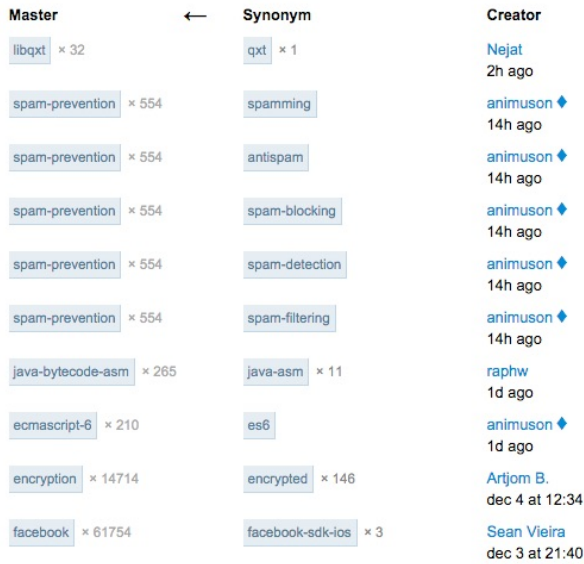 Master ← Synonym Creator
libqxt × 32 qxt × 1 Nejat
2h ago
spam-prevention × 554 spamming animuson ♦
14h ago
spam-prevention × 554 antispam animuson ♦
14h ago
spam-prevention × 554 spam-blocking animuson ♦
14h ago
spam-prevention × 554 spam-detection animuson ♦
14h ago
spam-prevention × 554 spam-filtering animuson ♦
14h ago
java-bytecode-asm × 265 java-asm × 11 raphw
1d ago
ecmascript-6 × 210 es6 animuson ♦
1d ago
encryption × 14714 encrypted × 146 Artjom B.
dec 4 at 12:34
facebook × 61754 facebook-sdk-ios × 3 Sean Vieira
dec 3 at 21:40